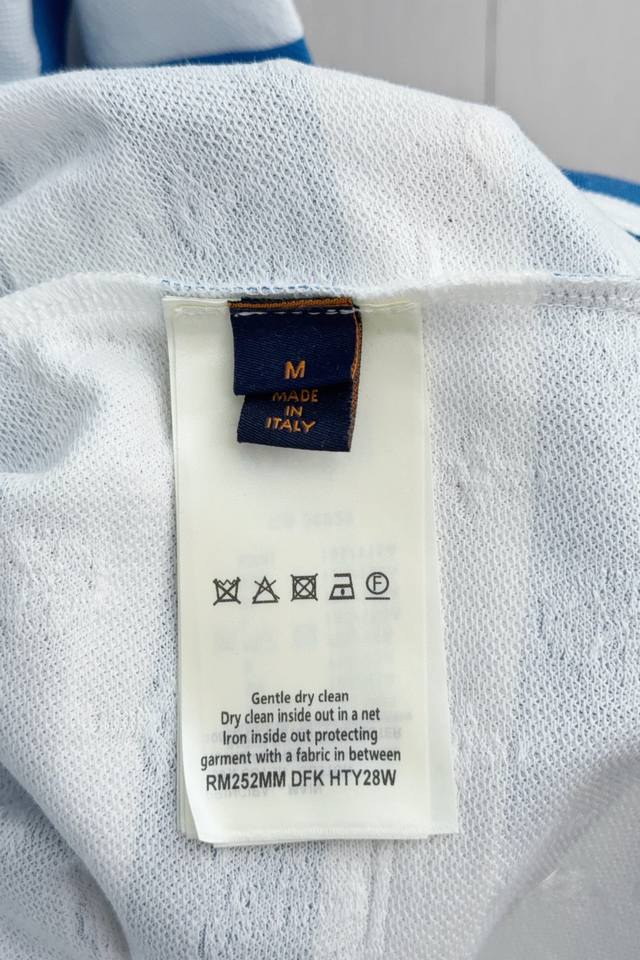 M
MADE
IN
ITALY
F
Gentle dry clean
Dry clean inside out in a net
Iron inside out protecting
garment with a fabric in between
RM252MM DFK HTY28W